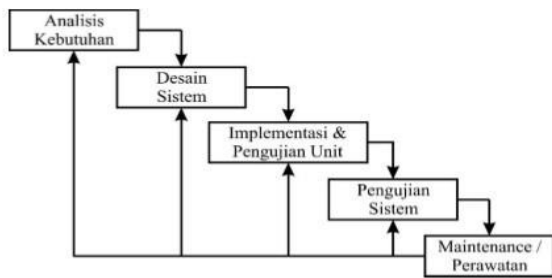 Analisis
Kebutuhan
Desain
Sistem
Implementasi &
Pengujian Unit
Pengujian
Sistem
Maintenance /
Perawatan